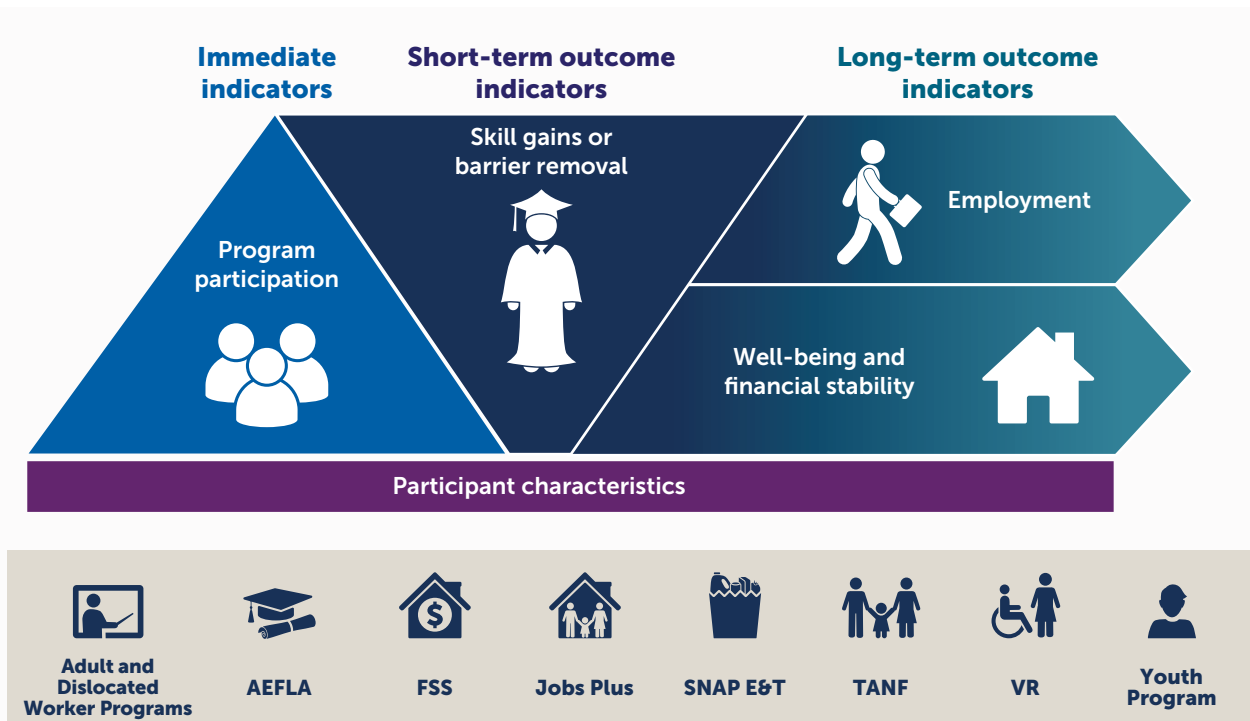 Immediate
indicators
Short-term outcome
indicators
Long-term outcome
indicators
Skill gains or
barrier removal
Program
participation
Employment
Well-being and
financial stability
Participant characteristics
$
Adult and
Dislocated
Worker Programs
AEFLA
FSS
Jobs Plus
SNAP E&T
TANF
VR
Youth
Program